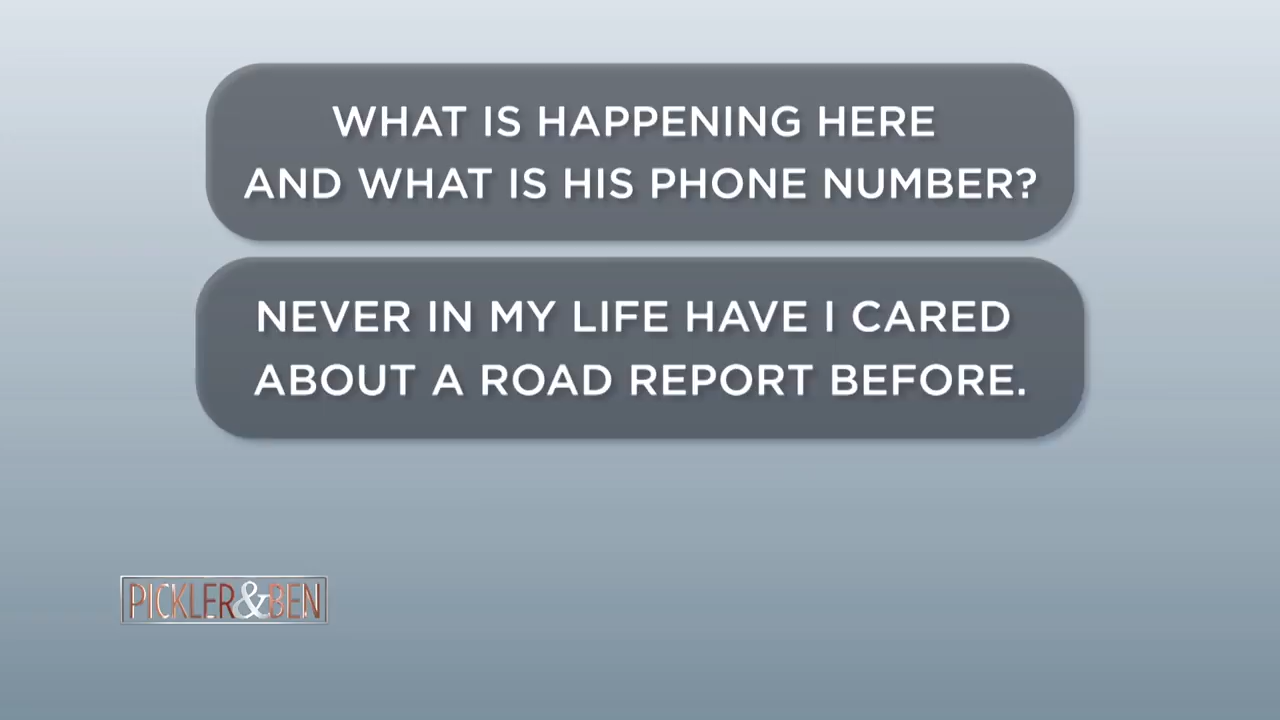 WHAT IS HAPPENING HERE
AND WHAT IS HIS PHONE NUMBER?
NEVER IN MY LIFE HAVE I CARED
ABOUT A ROAD REPORT BEFORE.
PICKLER&BEN